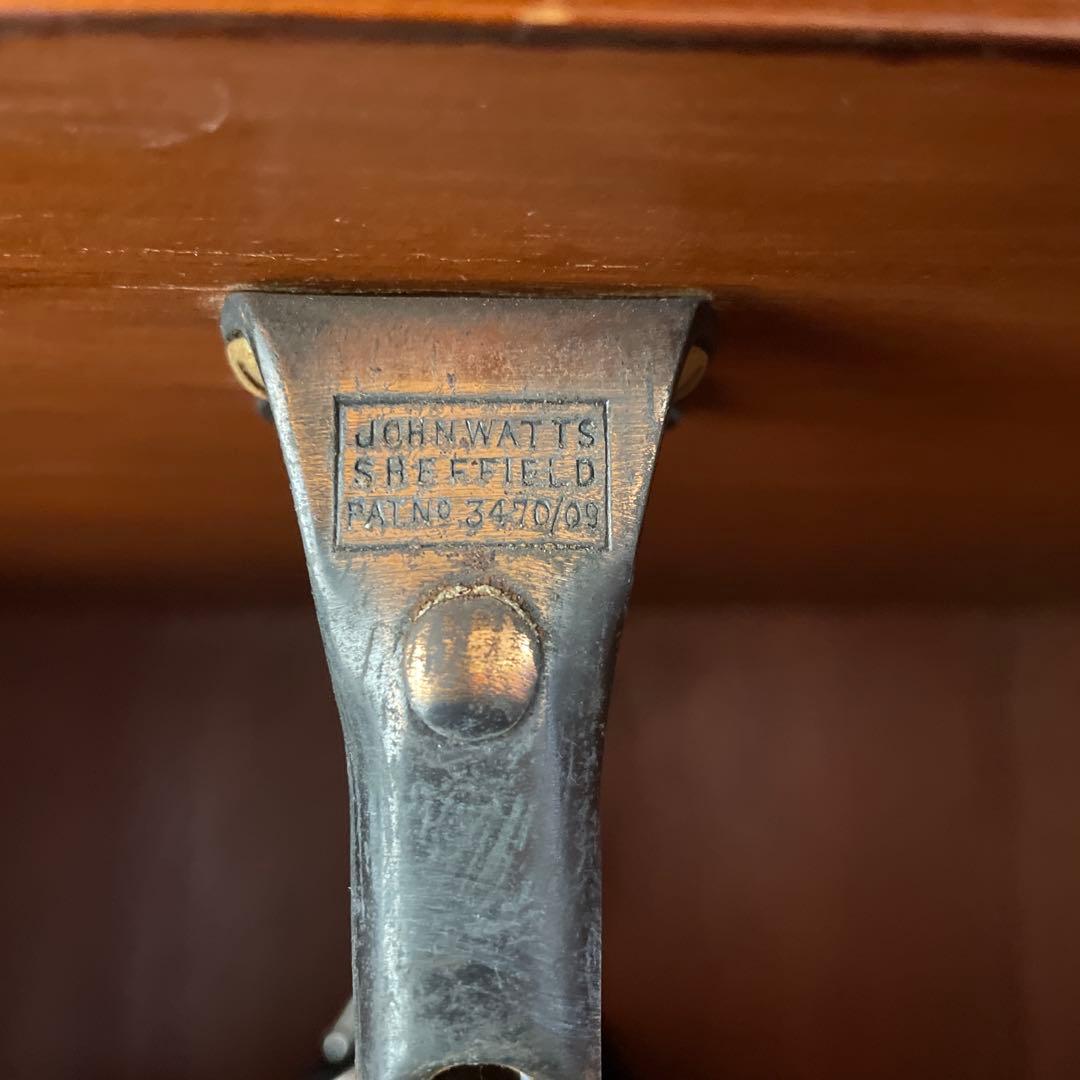 JOHN.WATTS
SHEFFIELD
PAT.Nº 3470/09